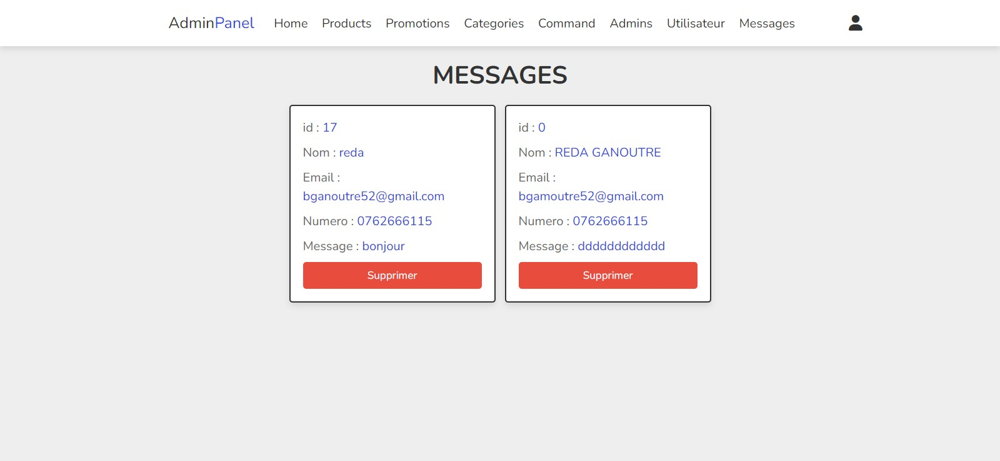 AdminPanel Home Products Promotions Categories Command Admins Utilisateur Messages
MESSAGES
id : 17
Nom : reda
Email :
bganoutre52@gmail.com
Numero : 0762666115
Message : bonjour
Supprimer
id : 0
Nom : REDA GANOUTRE
Email :
bgamoutre52@gmail.com
Numero : 0762666115
Message : dddddddddddd
Supprimer